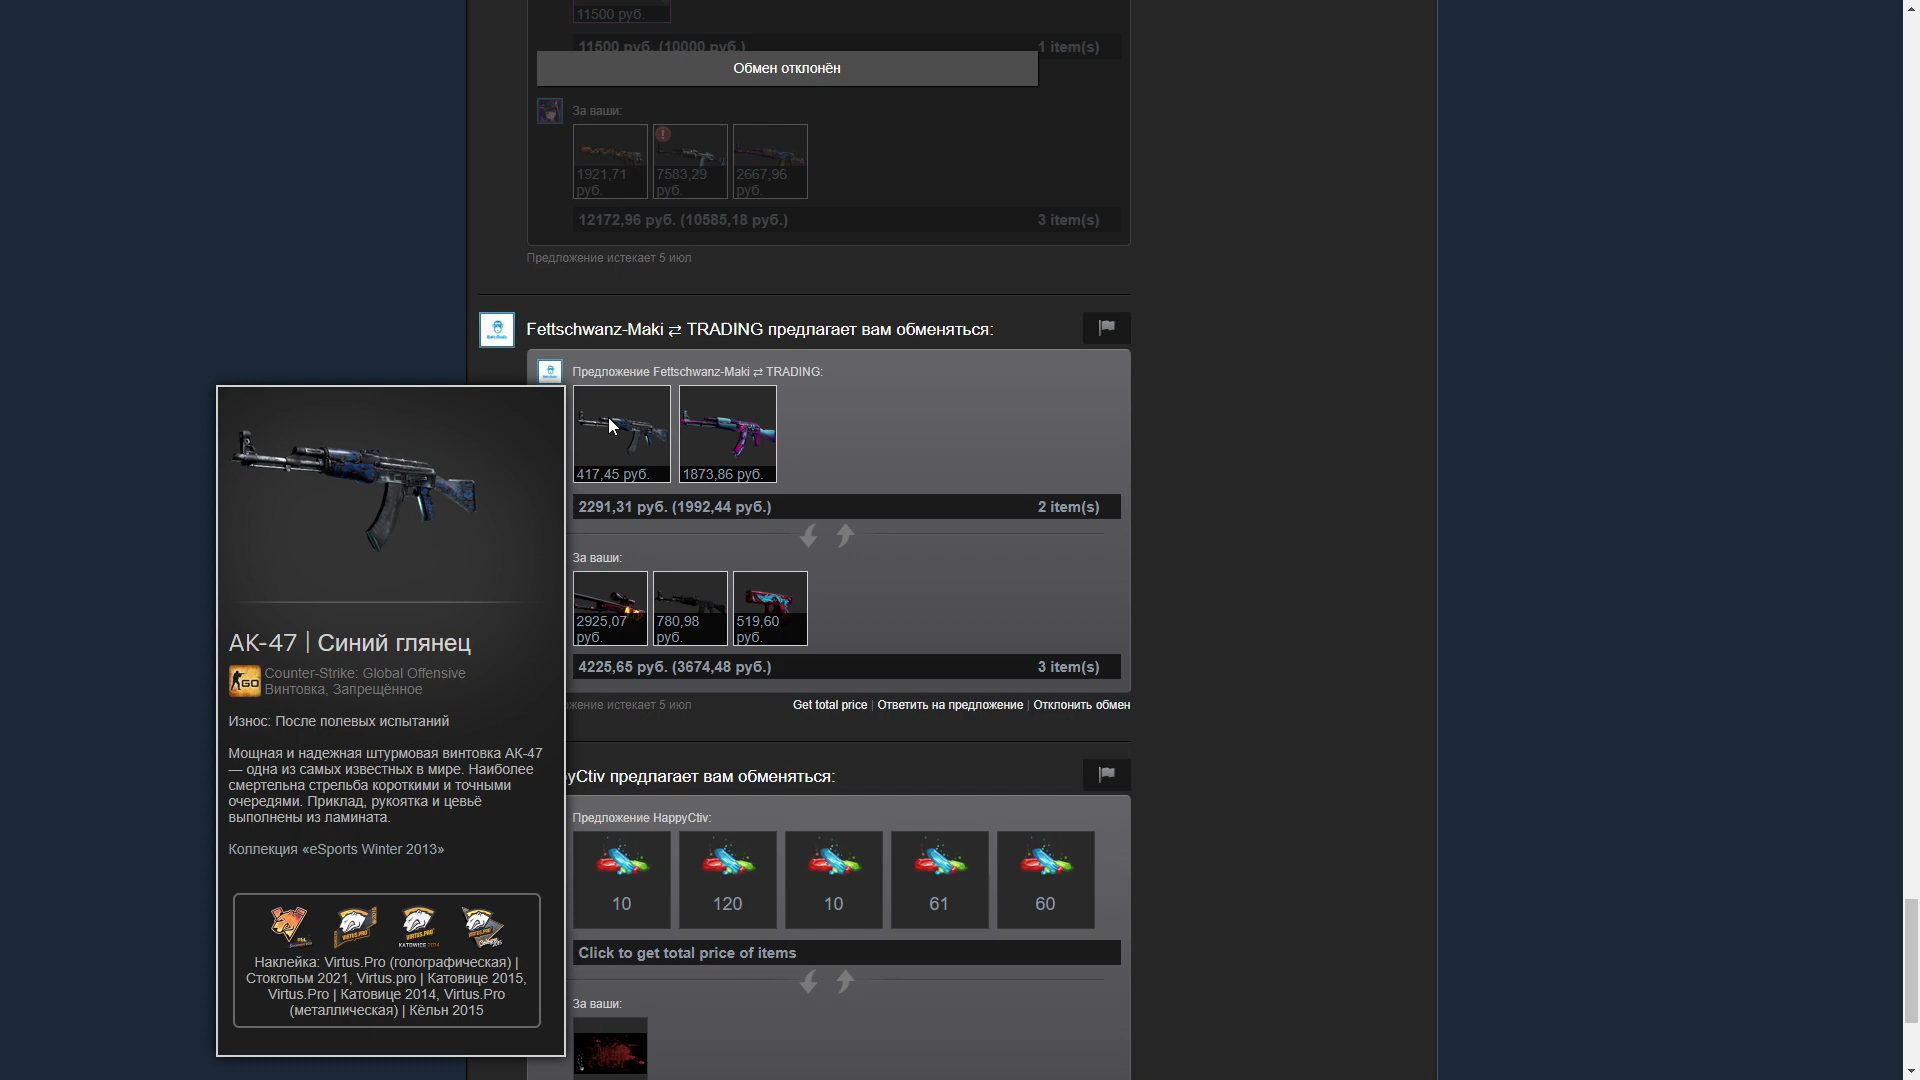 11500 руб.
11500 руб. (10000 руб.)
1 item(s)
Обмен отклонён
За ваши:
1921,71 руб.
7583,29 руб.
2667,96 руб.
12172,96 руб. (10585,18 руб.)
3 item(s)
Предложение истекает 5 июл
Fettschwanz-Maki ⇄ TRADING предлагает вам обменяться:
Предложение Fettschwanz-Maki ⇄ TRADING:
417,45 руб.
1873,86 руб.
2291,31 руб. (1992,44 руб.)
2 item(s)
За ваши:
2925,07 руб.
780,98 руб.
519,60 руб.
4225,65 руб. (3674,48 руб.)
3 item(s)
жение истекает 5 июл
Get total price | Ответить на предложение | Отклонить обмен
AK-47 | Синий глянец
GO
Counter-Strike: Global Offensive
Винтовка, Запрещённое
Износ: После полевых испытаний
Мощная и надежная штурмовая винтовка АК-47
— одна из самых известных в мире. Наиболее
смертельна стрельба короткими и точными
очередями. Приклад, рукоятка и цевьё
выполнены из ламината.
Коллекция «eSports Winter 2013»
VIRTUS.PRO
VIRTUS.PRO
KATOWICE 2014
Наклейка: Virtus.Pro (голографическая) |
Стокгольм 2021, Virtus.pro | Катовице 2015,
Virtus.Pro | Катовице 2014, Virtus.Pro
(металлическая) | Кёльн 2015
yCtiv предлагает вам обменяться:
Предложение HappyCtiv:
10
120
10
61
60
Click to get total price of items
За ваши: